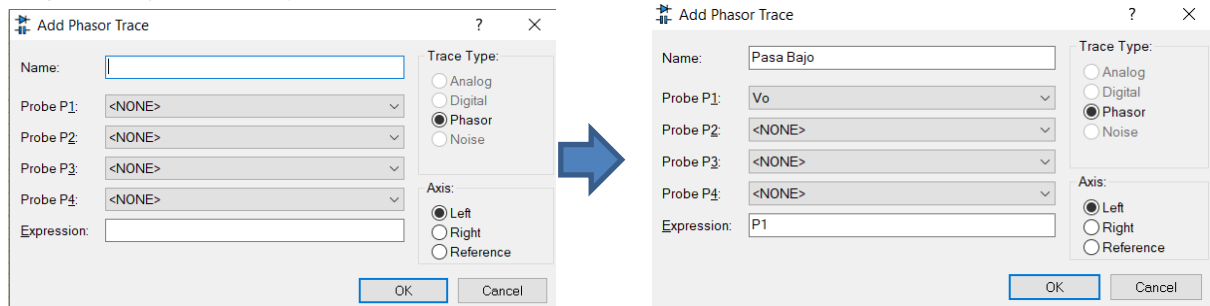 Add Phasor Trace ? ×
Name:
Probe P1: <NONE>
Probe P2: <NONE>
Probe P3: <NONE>
Probe P4: <NONE>
Expression:
Trace Type:
Analog
Digital
Phasor
Noise
Axis:
Left
Right
Reference
OK Cancel
Add Phasor Trace ? ×
Name: Pasa Bajo
Probe P1: Vo
Probe P2: <NONE>
Probe P3: <NONE>
Probe P4: <NONE>
Expression: P1
Trace Type:
Analog
Digital
Phasor
Noise
Axis:
Left
Right
Reference
OK Cancel